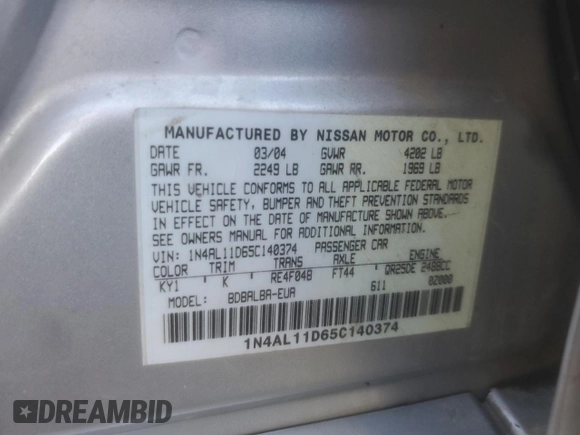 MANUFACTURED BY NISSAN MOTOR CO., LTD.
DATE 03/04 GVWR 4202 LB
GAWR FR. 2249 LB GAWR RR. 1969 LB
THIS VEHICLE CONFORMS TO ALL APPLICABLE FEDERAL MOTOR
VEHICLE SAFETY, BUMPER AND THEFT PREVENTION STANDARDS
IN EFFECT ON THE DATE OF MANUFACTURE SHOWN ABOVE.
SEE OWNERS MANUAL FOR ADDITIONAL INFORMATION.
VIN: 1N4AL11D65C140374 PASSENGER CAR
COLOR TRIM TRANS AXLE ENGINE
KY1 K RE4F04B FT44 QR25DE 2488CC
MODEL: BDBALBA-EUA 611 02000
1N4AL11D65C140374
DREAMBID